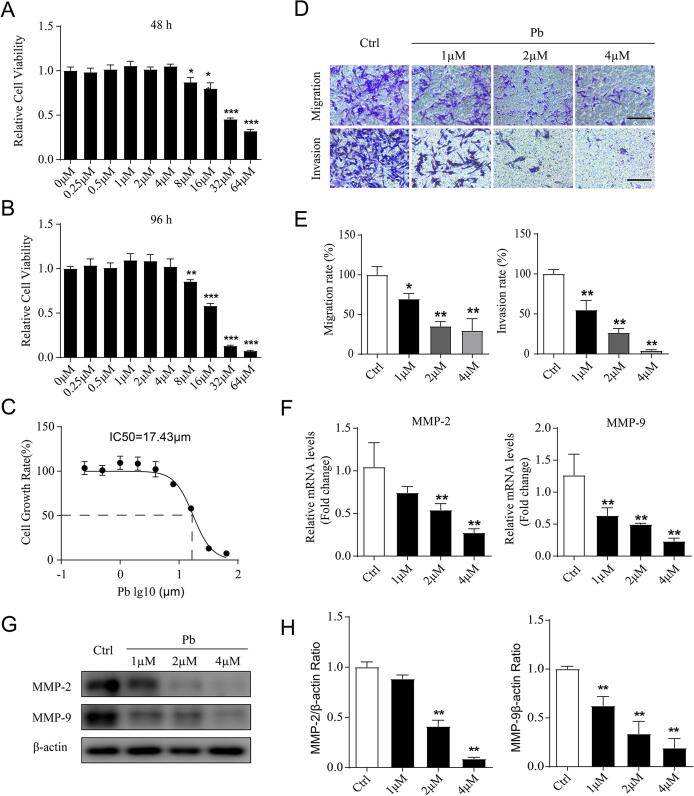 A
48 h
Relative Cell Viability
1.5
1.0
0.5
0.0
* * *** ***
0μM 0.25μM 0.5μM 1μM 2μM 4μM 8μM 16μM 32μM 64μM
B
96 h
Relative Cell Viability
1.5
1.0
0.5
0.0
** *** *** ***
0μM 0.25μM 0.5μM 1μM 2μM 4μM 8μM 16μM 32μM 64μM
C
IC50=17.43μm
Cell Growth Rate(%)
150
100
50
0
-1 0 1 2
Pb lg10 (μm)
D
Ctrl Pb
1μM 2μM 4μM
Migration
Invasion
E
Migration rate (%)
150
100
50
0
* ** **
Ctrl 1μM 2μM 4μM
Invasion rate (%)
150
100
50
0
** ** **
Ctrl 1μM 2μM 4μM
F
MMP-2
Relative mRNA levels
(Fold change)
1.5
1.0
0.5
0.0
** **
Ctrl 1μM 2μM 4μM
MMP-9
Relative mRNA levels
(Fold change)
2.0
1.5
1.0
0.5
0.0
** ** **
Ctrl 1μM 2μM 4μM
G
Ctrl Pb
1μM 2μM 4μM
MMP-2
MMP-9
β-actin
H
MMP-2/β-actin Ratio
1.5
1.0
0.5
0.0
** **
Ctrl 1μM 2μM 4μM
MMP-9β-actin Ratio
1.5
1.0
0.5
0.0
** ** **
Ctrl 1μM 2μM 4μM